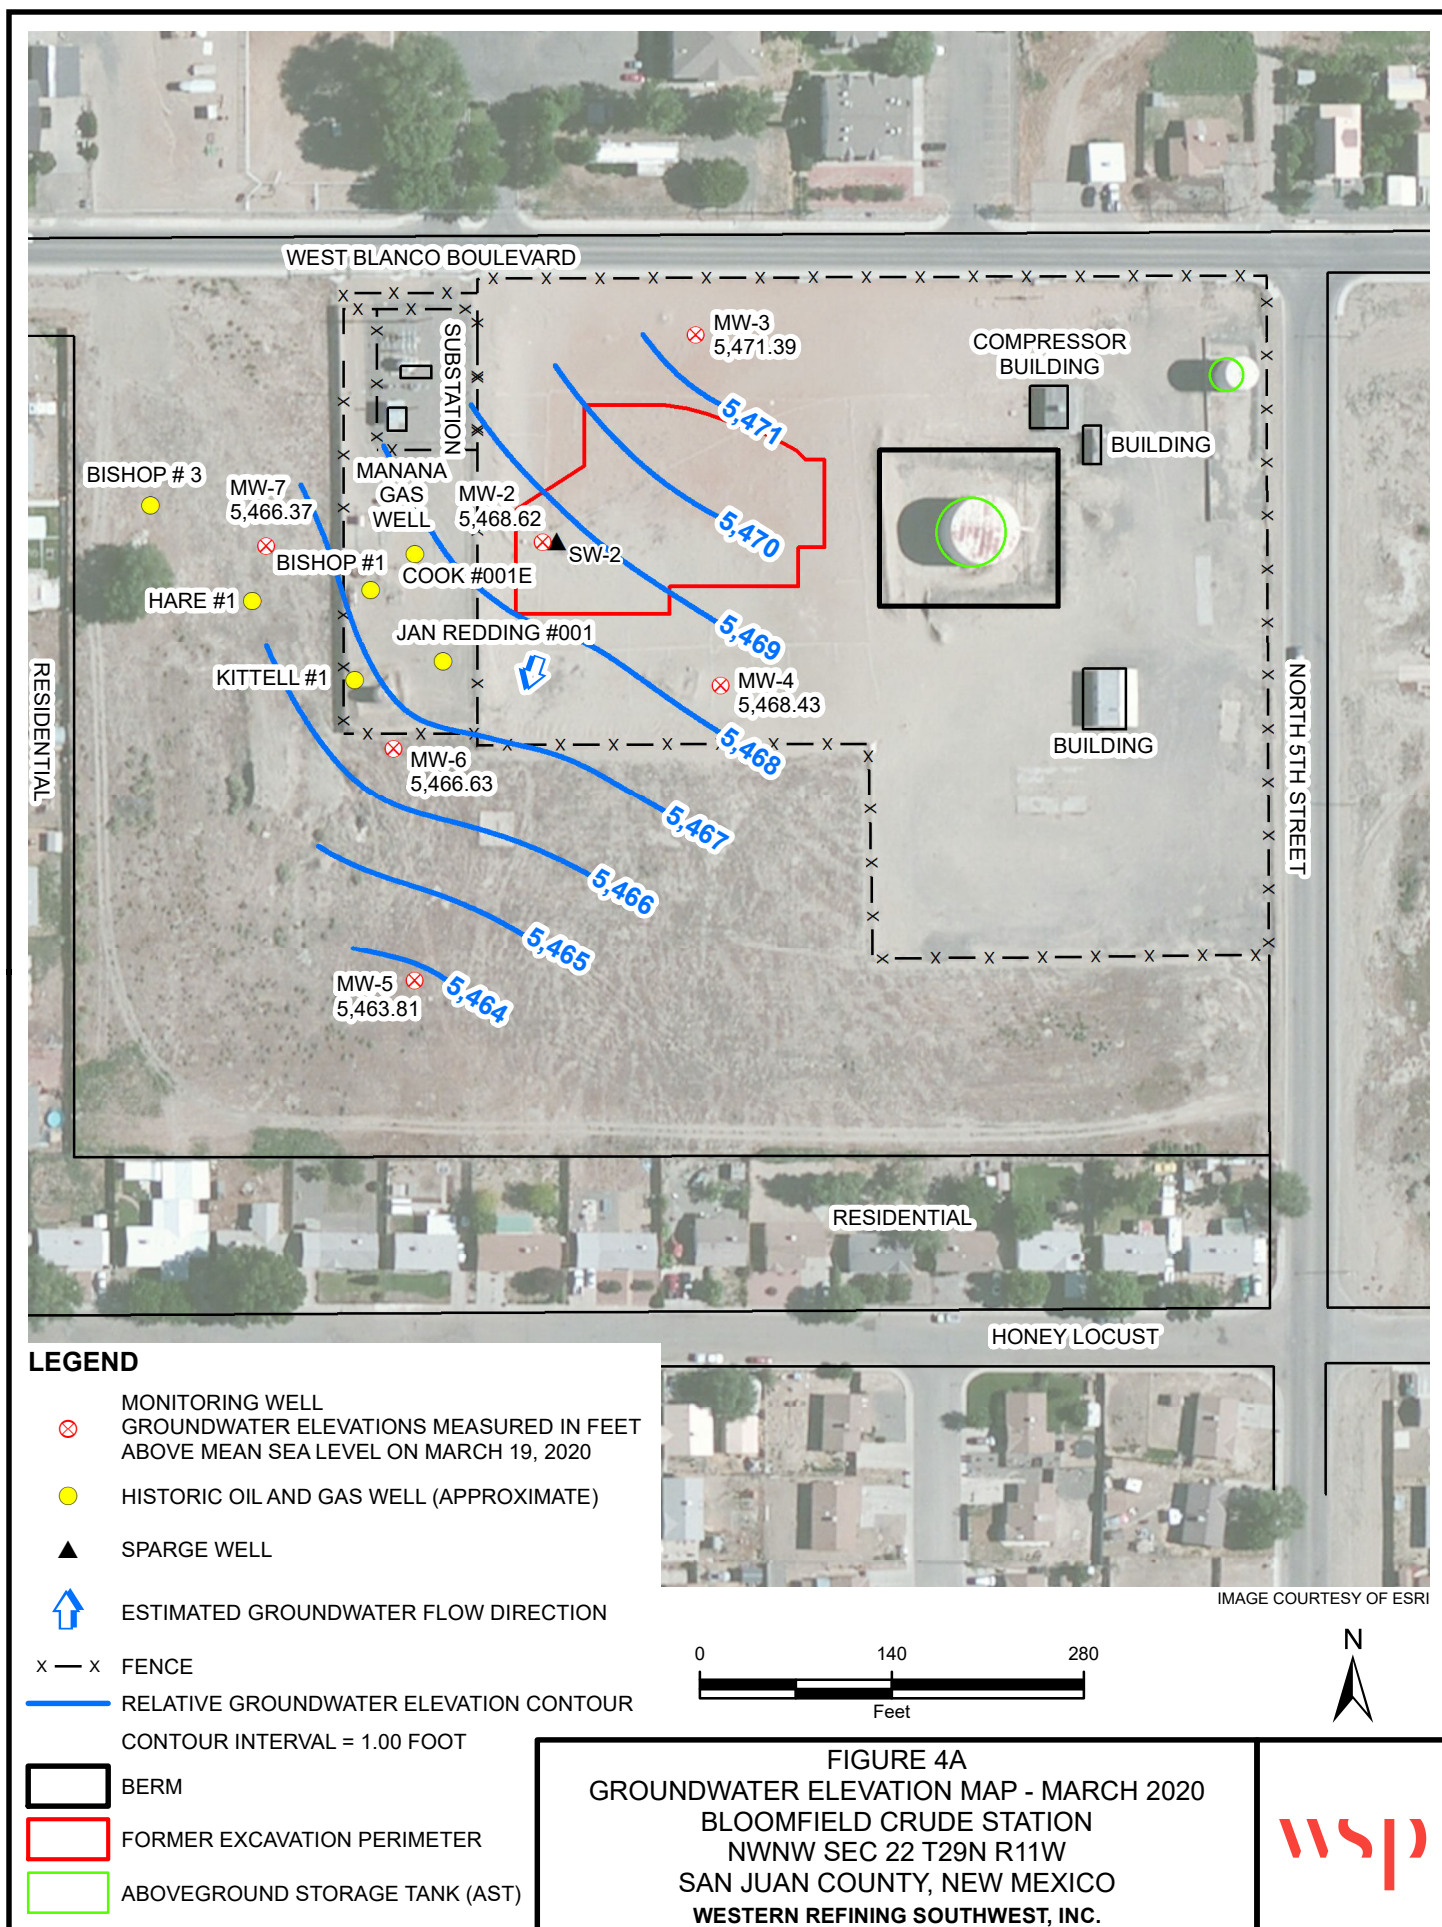 WEST BLANCO BOULEVARD
SUBSTATION
MW-3
5,471.39
COMPRESSOR
BUILDING
BUILDING
5,471
BISHOP # 3
MW-7
5,466.37
MANANA
GAS
WELL
MW-2
5,468.62
SW-2
5,470
BISHOP #1
COOK #001E
HARE #1
JAN REDDING #001
5,469
KITTELL #1
MW-4
5,468.43
RESIDENTIAL
NORTH 5TH STREET
BUILDING
5,468
MW-6
5,466.63
5,467
5,466
5,465
MW-5
5,463.81
5,464
RESIDENTIAL
HONEY LOCUST
LEGEND
MONITORING WELL
GROUNDWATER ELEVATIONS MEASURED IN FEET
ABOVE MEAN SEA LEVEL ON MARCH 19, 2020
HISTORIC OIL AND GAS WELL (APPROXIMATE)
SPARGE WELL
ESTIMATED GROUNDWATER FLOW DIRECTION
X X FENCE
RELATIVE GROUNDWATER ELEVATION CONTOUR
CONTOUR INTERVAL = 1.00 FOOT
BERM
FORMER EXCAVATION PERIMETER
ABOVEGROUND STORAGE TANK (AST)
IMAGE COURTESY OF ESRI
0 140 280
Feet
N
FIGURE 4A
GROUNDWATER ELEVATION MAP - MARCH 2020
BLOOMFIELD CRUDE STATION
NWNW SEC 22 T29N R11W
SAN JUAN COUNTY, NEW MEXICO
WESTERN REFINING SOUTHWEST, INC.
wsp